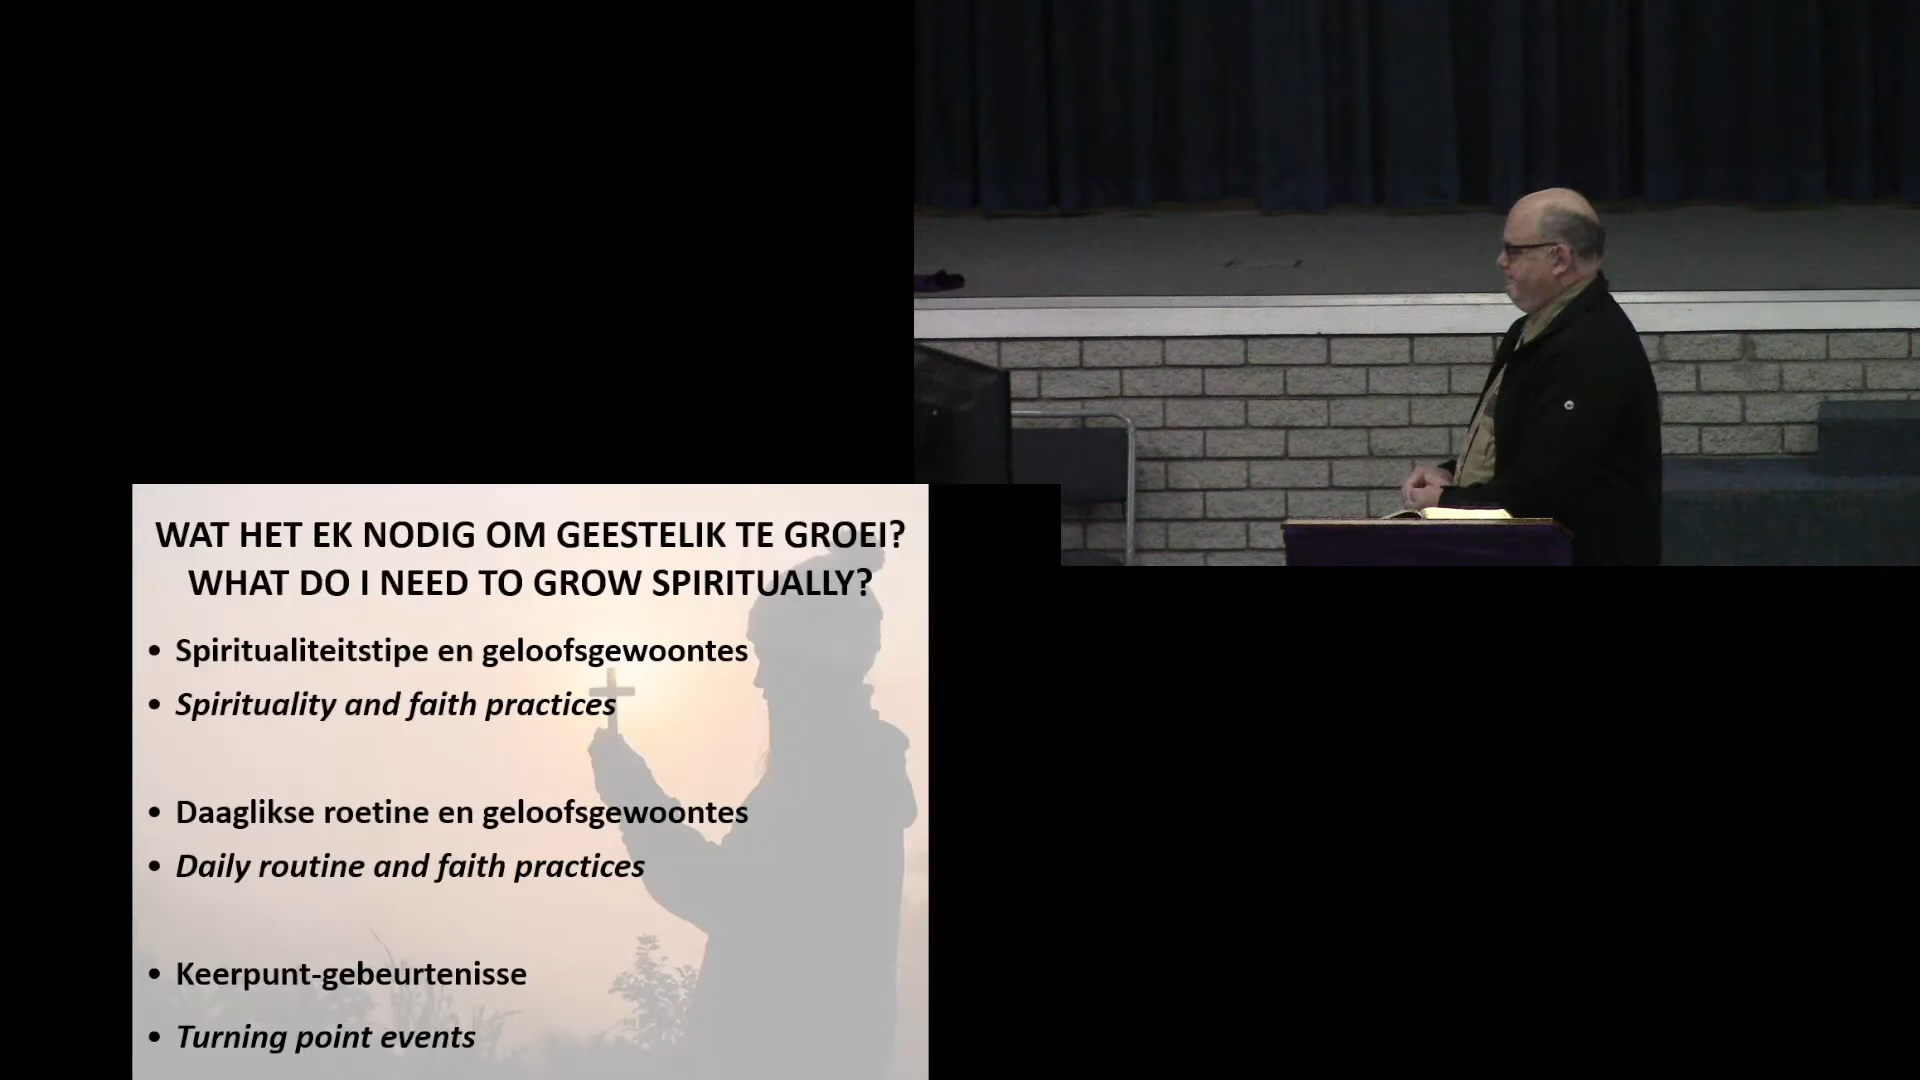 WAT HET EK NODIG OM GEESTELIK TE GROEI?
WHAT DO I NEED TO GROW SPIRITUALLY?
• Spiritualiteitstipe en geloofsgewoontes
• Spirituality and faith practices
• Daaglikse roetine en geloofsgewoontes
• Daily routine and faith practices
• Keerpunt-gebeurtenisse
• Turning point events